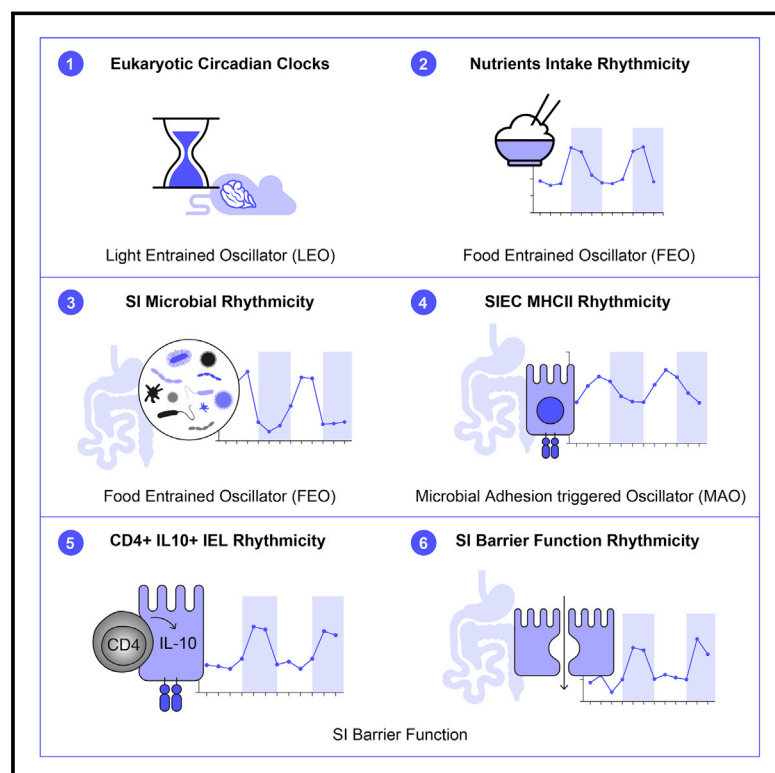 1 Eukaryotic Circadian Clocks
Light Entrained Oscillator (LEO)
2 Nutrients Intake Rhythmicity
Food Entrained Oscillator (FEO)
3 SI Microbial Rhythmicity
Food Entrained Oscillator (FEO)
4 SIEC MHCII Rhythmicity
Microbial Adhesion triggered Oscillator (MAO)
5 CD4+ IL10+ IEL Rhythmicity
CD4 IL-10
6 SI Barrier Function Rhythmicity
SI Barrier Function